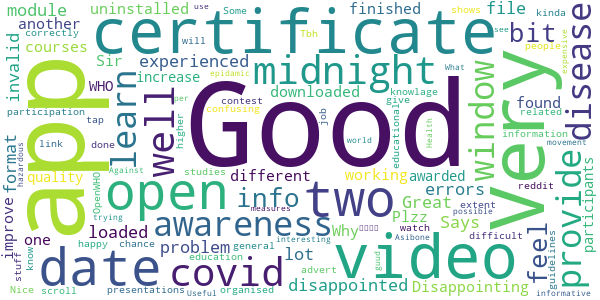 another
uninstalled
certificate
finished
file
bit
Some
use
shows
kinda
module
courses
Tbh
will
correctly
see
people
expensive
invalid
WHO
Sir
experienced
midnight
window
disease
increase
downloaded
epidamic
What
knowlage
participation
tap
per
confusing
contest
give
found
Good
app
learn
well
very
higher
job
educational
related
link
done
world
Health
information
movement
format
hazardous
quality
OpenWHO
Against
studies
different
working
awarded
errors
reddit
improve
trying
open
info
two
measures
Great
extent
possible
provide
participants
one
loaded
awareness
Plzz
Why
watch
Asibone
Says
difficult
feel
guidelines
stuff
know
happy
chance
problem
general
interesting
lot
video
date
covid
education
advert
guud
disappointed
Disappointing
Nice
scroll
presentations
Useful
organised
informative